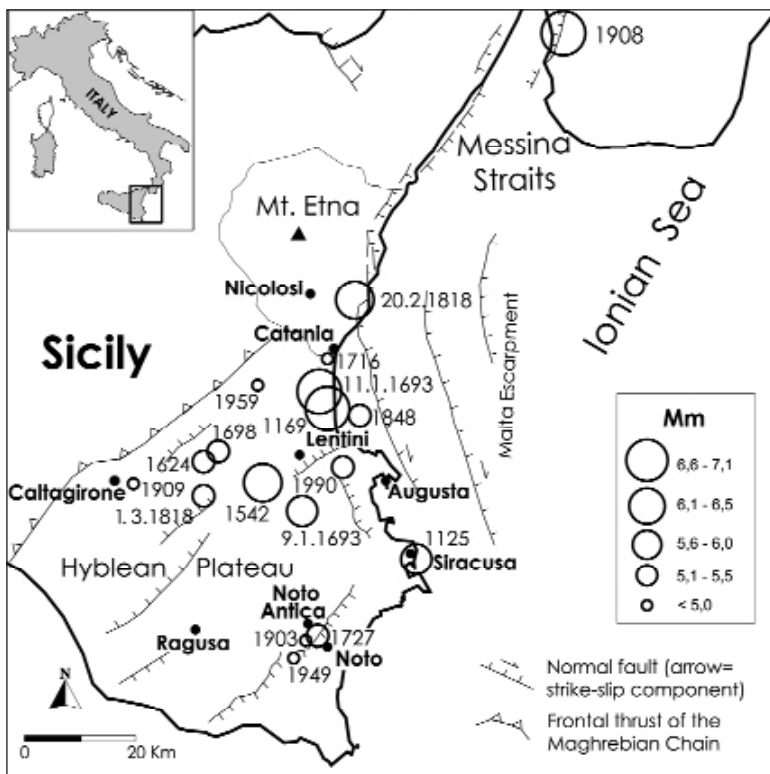 ITALY
1908
Messina
Straits
Ionian Sea
Mt. Etna
Nicolosi
20.2.1818
Catania
Sicily
1716
11.1.1693
Malta Escarpment
1959
1169
1848
1698
Lentini
1624
Caltagirone
1909
1990
Augusta
1.3.1818
1542
9.1.1693
1125
Siracusa
Hyblean Plateau
Noto
Antica
1903
1727
Ragusa
Noto
1949
N
0 20 Km
Mm
6,6 - 7,1
6,1 - 6,5
5,6 - 6,0
5,1 - 5,5
< 5,0
Normal fault (arrow=
strike-slip component)
Frontal thrust of the
Maghrebian Chain